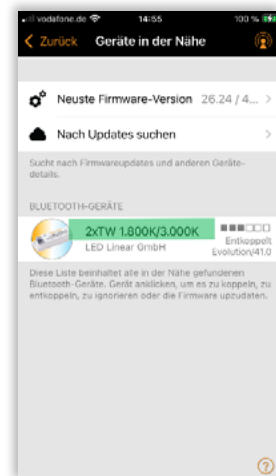 vodafone.de 14:55 100 %
Zurück Geräte in der Nähe
Neuste Firmware-Version 26.24 / 4...
Nach Updates suchen
Sucht nach Firmwareupdates und anderen Geräte-
details.
BLUETOOTH-GERÄTE
2xTW 1.800K/3.000K
LED Linear GmbH
Entkoppelt
Evolution/41.0
Diese Liste beinhaltet alle in der Nähe gefundenen
Bluetooth-Geräte. Gerät anklicken, um es zu koppeln, zu
entkoppeln, zu ignorieren oder die Firmware upzudaten.
?